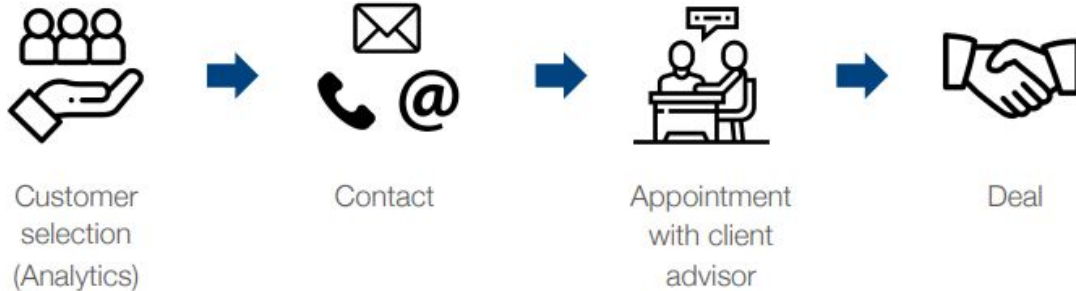 Customer
selection
(Analytics)
Contact
Appointment
with client
advisor
Deal